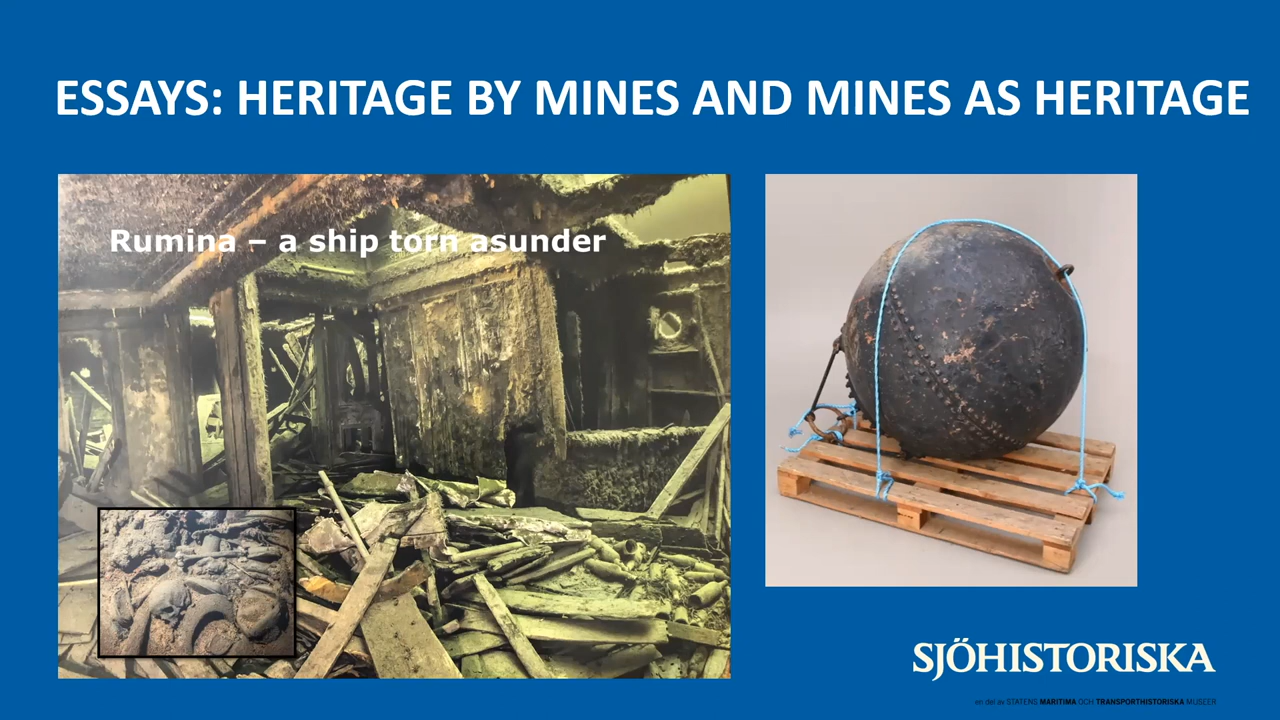 ESSAYS: HERITAGE BY MINES AND MINES AS HERITAGE
Rumina – a ship torn asunder
SJÖHISTORISKA
en del av STATENS MARITIMA OCH TRANSPORTHISTORISKA MUSEER